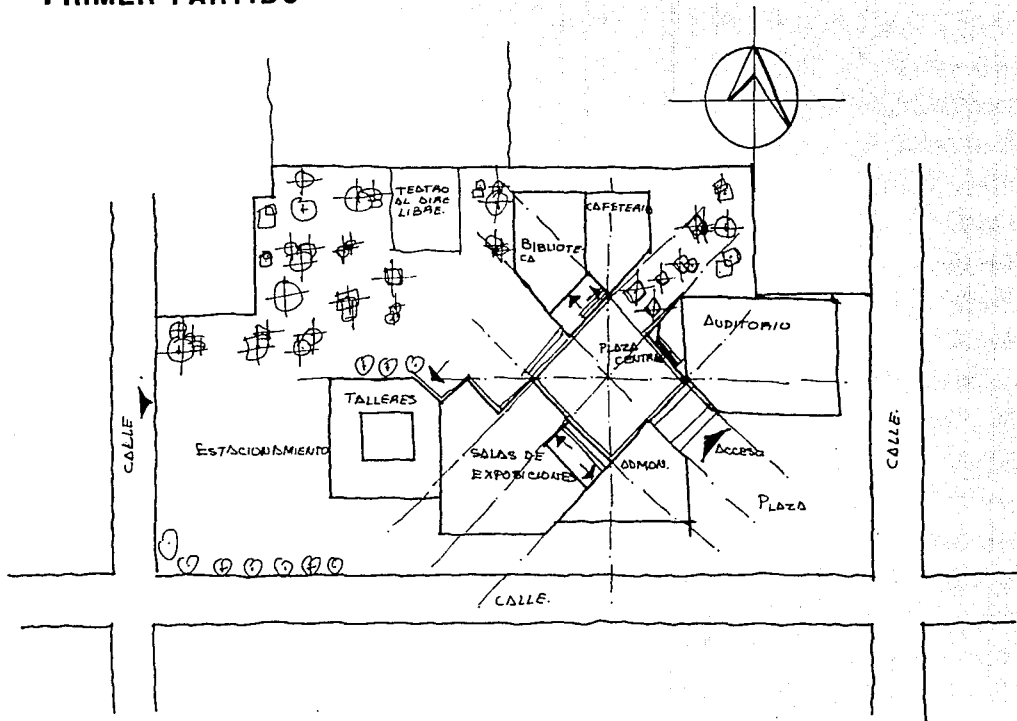 PRIMER PARTIDO
TEATRO
AL AIRE
LIBRE.
CAFETERIA
BIBLIOTE-
CA
AUDITORIO
PLAZA
CENTRAL
TALLERES
CALLE
ESTACIONAMIENTO
SALAS DE
EXPOSICIONES
ADMON.
ACCESO
PLAZA
CALLE.
CALLE.